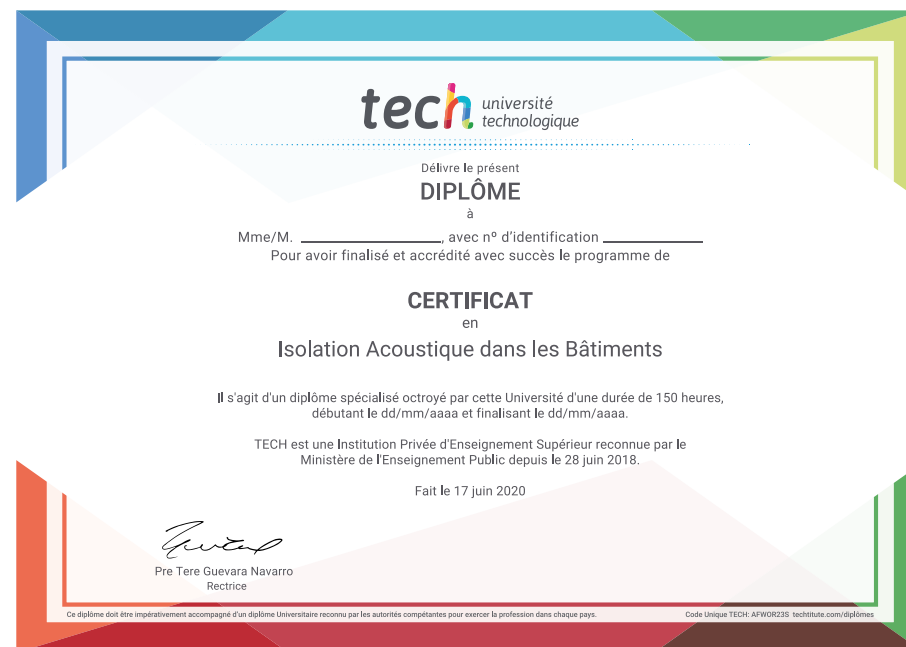 tech université
technologique
Délivre le présent
DIPLÔME
à
Mme/M. ____________________, avec nº d'identification ______________
Pour avoir finalisé et accrédité avec succès le programme de
CERTIFICAT
en
Isolation Acoustique dans les Bâtiments
Il s'agit d'un diplôme spécialisé octroyé par cette Université d'une durée de 150 heures,
débutant le dd/mm/aaaa et finalisant le dd/mm/aaaa.
TECH est une Institution Privée d'Enseignement Supérieur reconnue par le
Ministère de l'Enseignement Public depuis le 28 juin 2018.
Fait le 17 juin 2020
Pre Tere Guevara Navarro
Rectrice
Ce diplôme doit être impérativement accompagné d'un diplôme Universitaire reconnu par les autorités compétantes pour exercer la profession dans chaque pays.
Code Unique TECH: AFWOR23S techtitute.com/diplômes